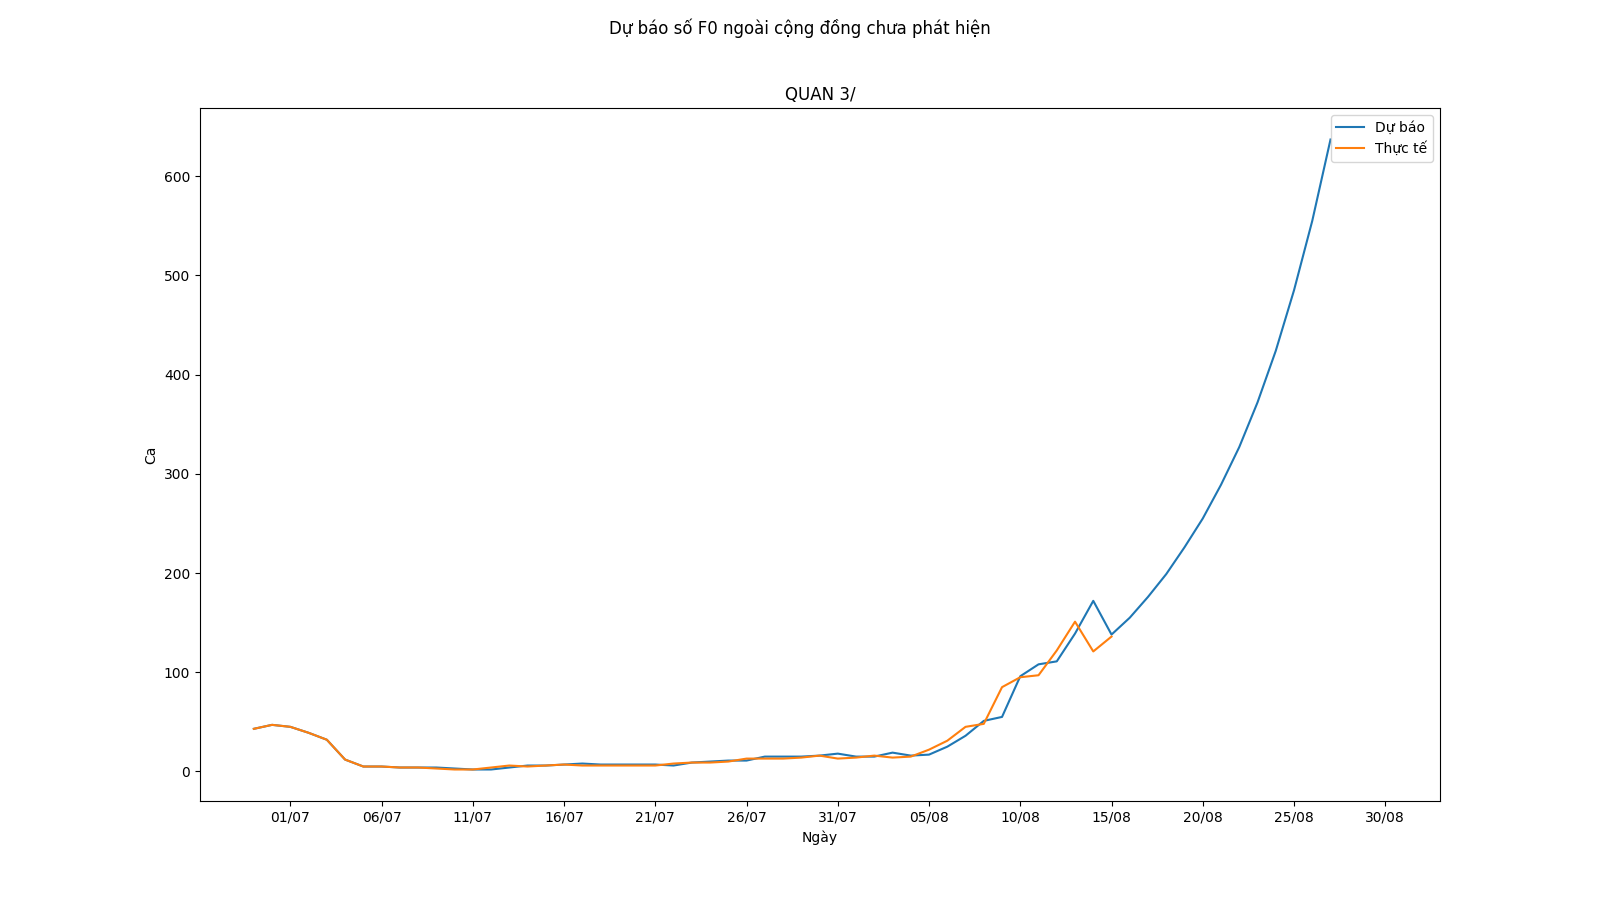 Dự báo số F0 ngoài cộng đồng chưa phát hiện
QUAN 3/
Dự báo
Thực tế
600
500
400
300
200
100
0
Ca
01/07 06/07 11/07 16/07 21/07 26/07 31/07 05/08 10/08 15/08 20/08 25/08 30/08
Ngày